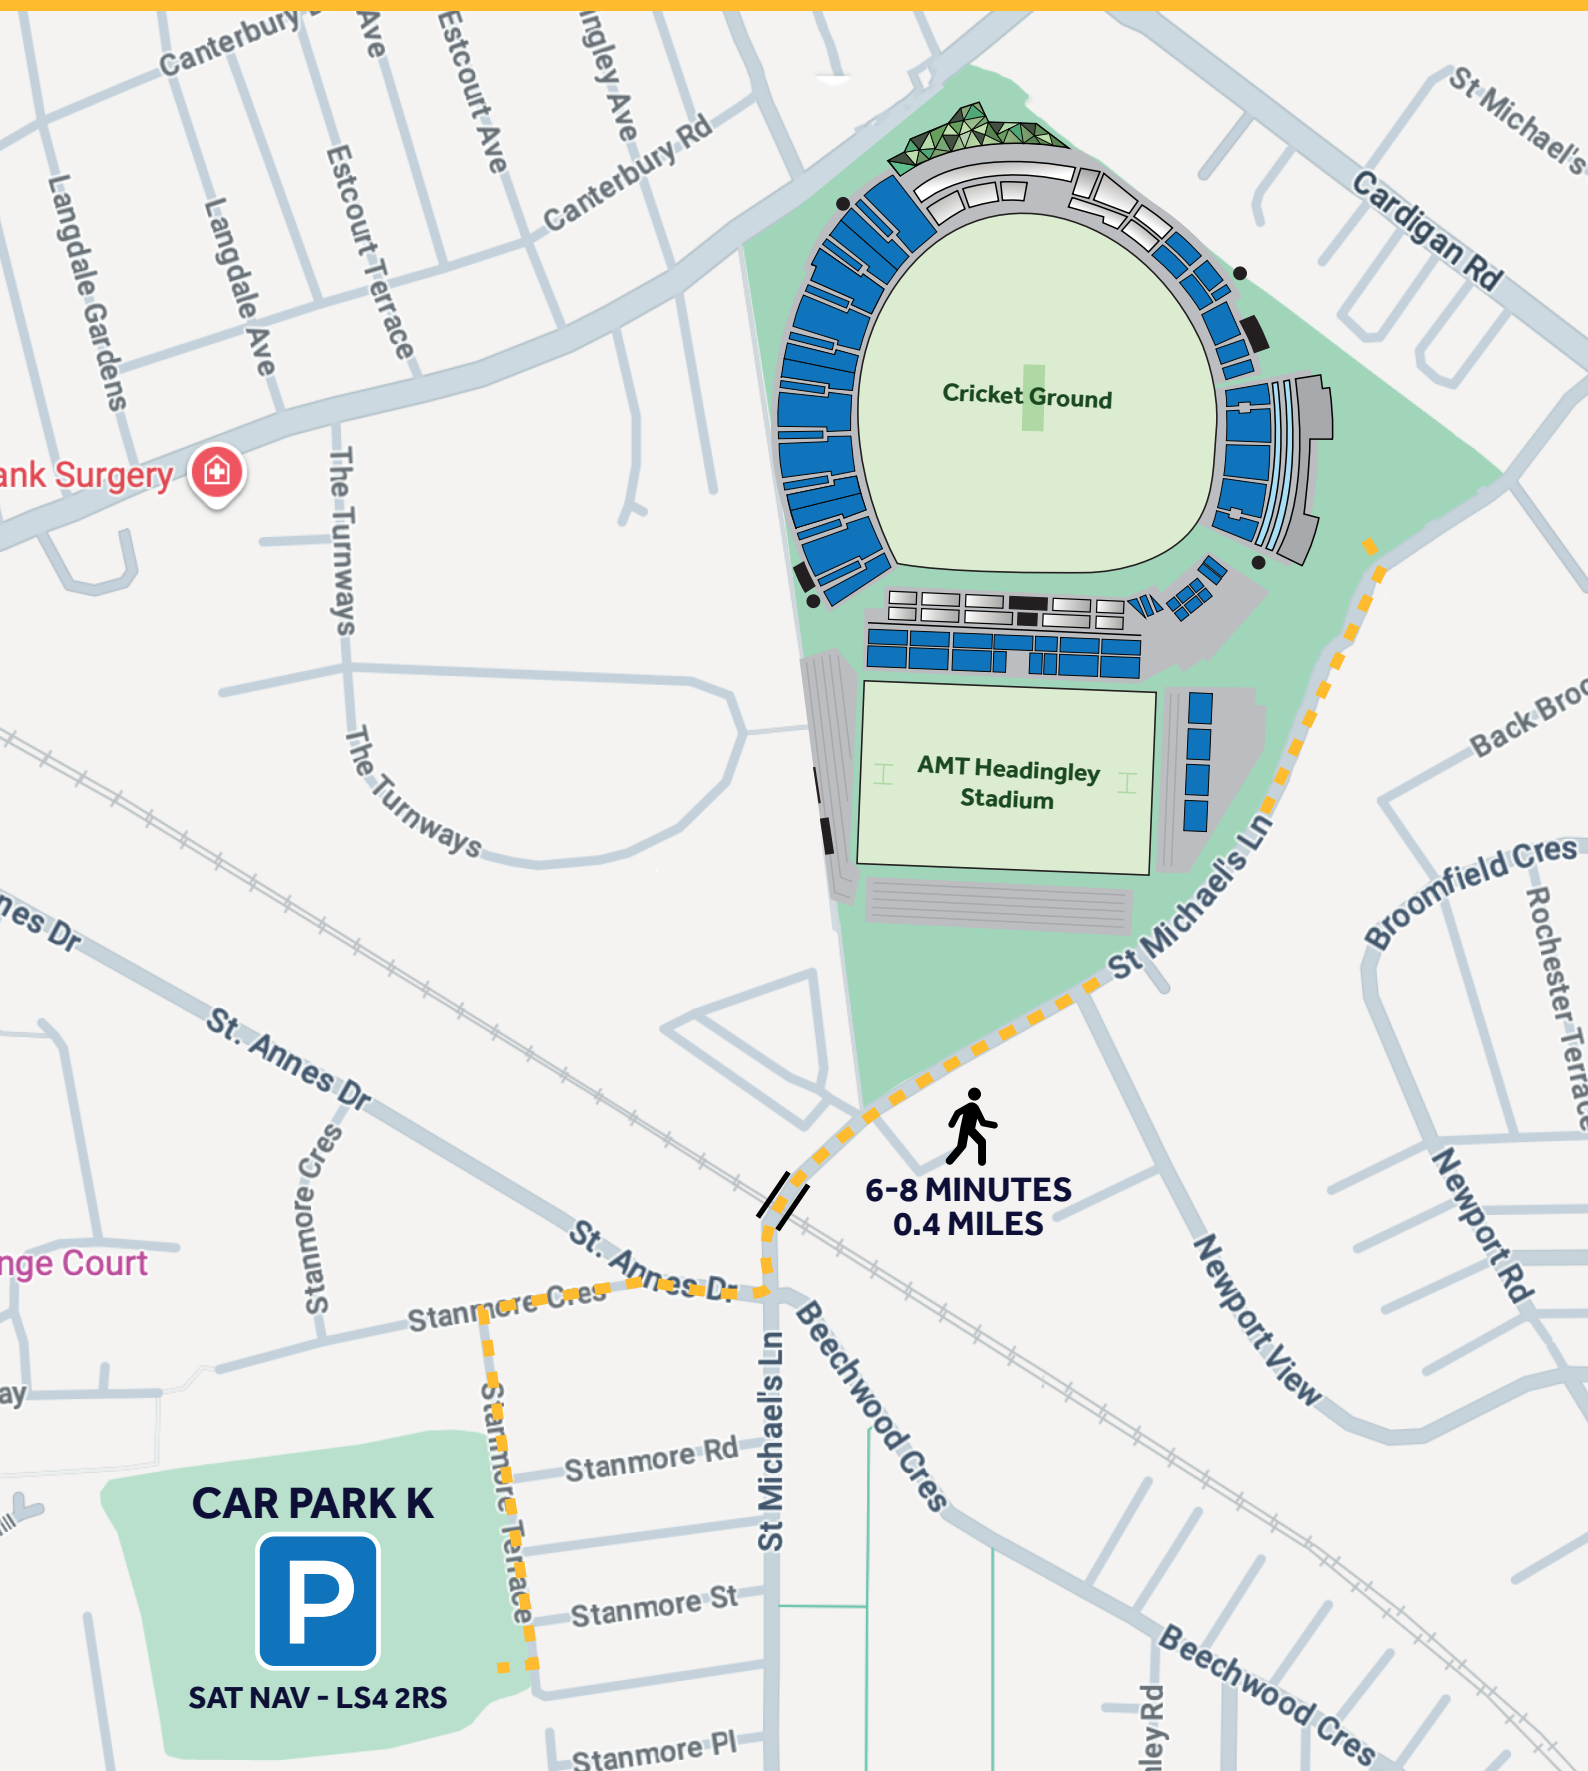 Canterbury
Ave
Estcourt Ave
ngley Ave
Canterbury Rd
St Michael's
Cardigan Rd
Langdale Gardens
Langdale Ave
Estcourt Terrace
Cricket Ground
ank Surgery
The Turnways
The Turnways
AMT Headingley
Stadium
Back Broo
St Michael's Ln
Broomfield Cres
Rochester Terrace
nes Dr
St. Annes Dr
Stanmore Cres
6-8 MINUTES
0.4 MILES
Newport Rd
Newport View
nge Court
St. Annes Dr
Stanmore Cres
St Michael's Ln
Beechwood Cres
ay
Stanmore Terrace
Stanmore Rd
CAR PARK K
P
SAT NAV - LS4 2RS
Stanmore St
Beechwood Cres
nley Rd
Stanmore Pl